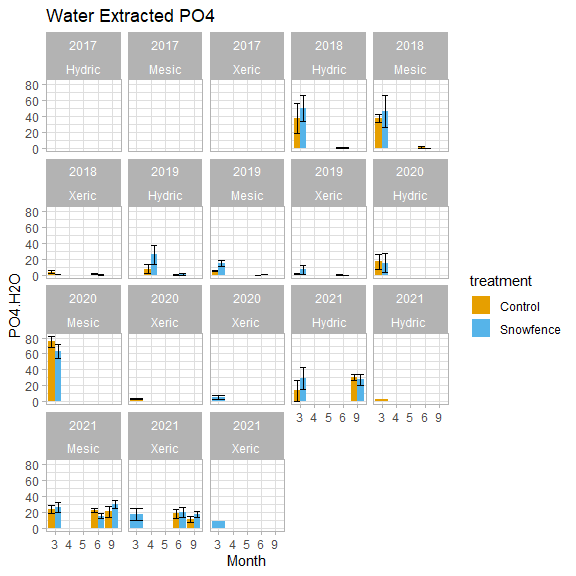 Water Extracted PO4
2017 2017 2017 2018 2018
Hydric Mesic Xeric Hydric Mesic
80
60
40
20
0
2018 2019 2019 2019 2020
Xeric Hydric Mesic Xeric Hydric
80
60
40
20
0
PO4.H2O
treatment
Control
Snowfence
2020 2020 2020 2021 2021
Mesic Xeric Xeric Hydric Hydric
80
60
40
20
0
3 4 5 6 9 3 4 5 6 9
2021 2021 2021
Mesic Xeric Xeric
80
60
40
20
0
3 4 5 6 9 3 4 5 6 9 3 4 5 6 9
Month